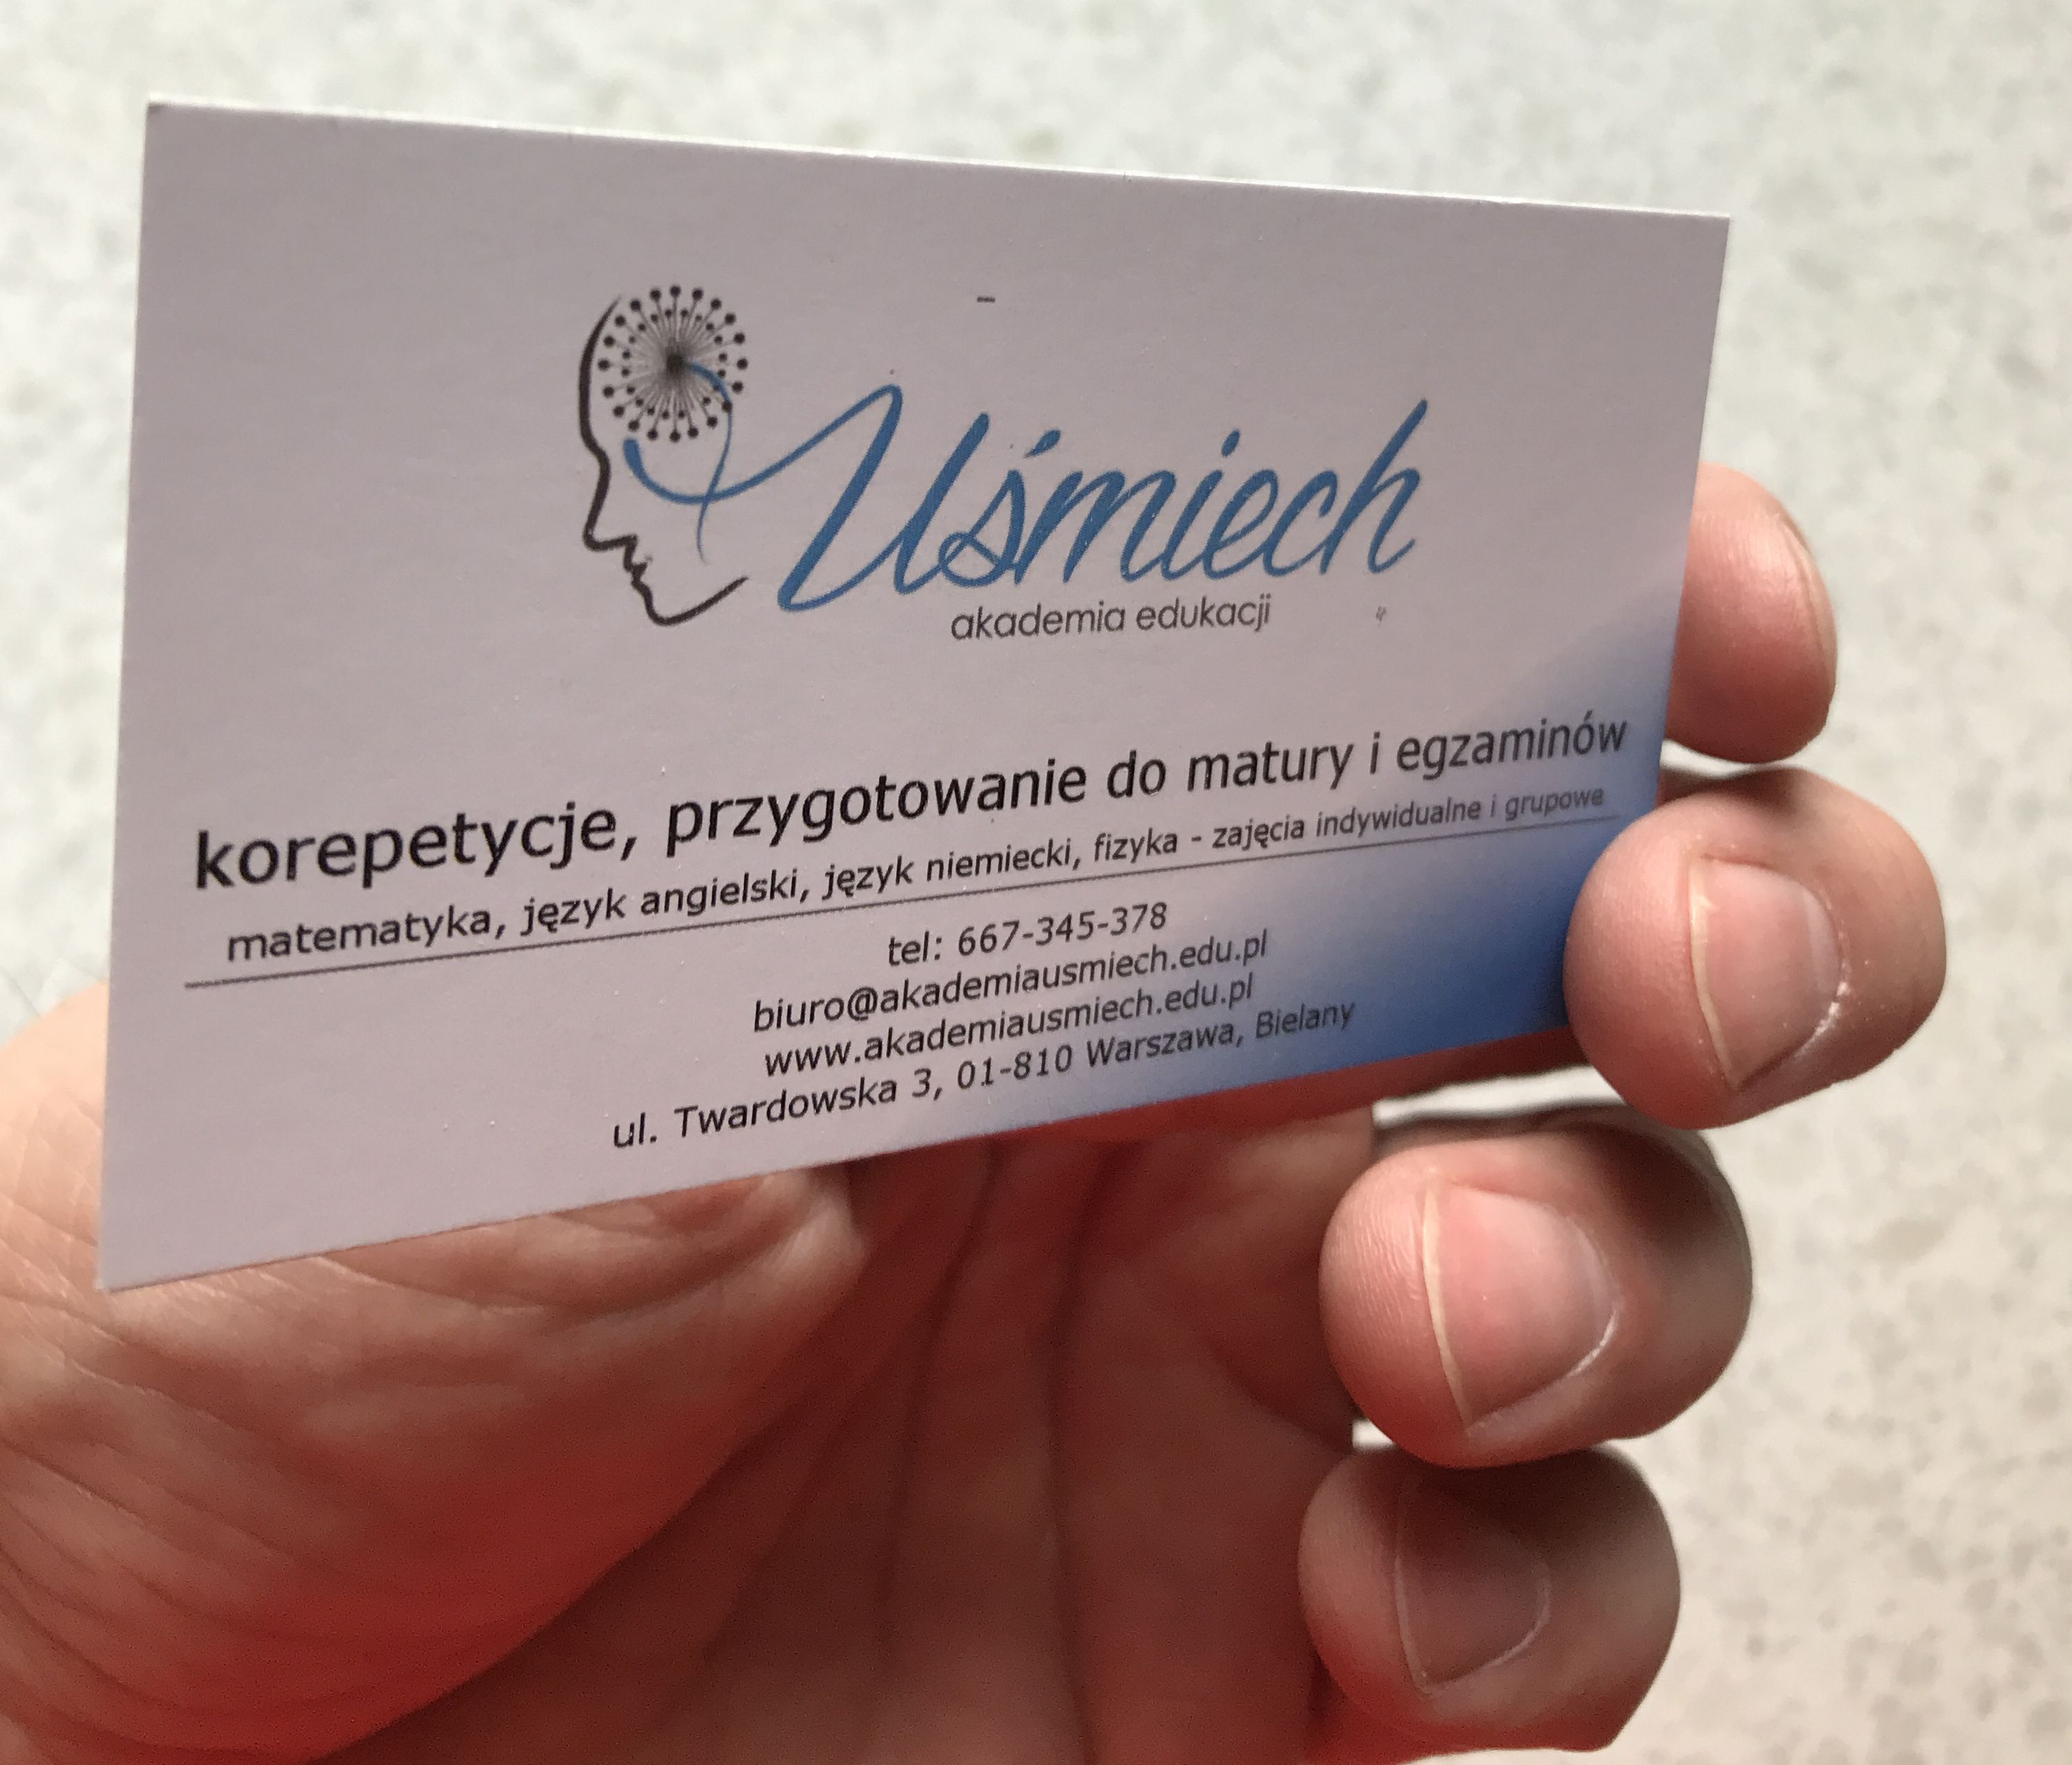 Uśmiech
akademia edukacji
korepetycje, przygotowanie do matury i egzaminów
matematyka, język angielski, język niemiecki, fizyka - zajęcia indywidualne i grupowe
tel: 667-345-378
biuro@akademiausmiech.edu.pl
www.akademiausmiech.edu.pl
ul. Twardowska 3, 01-810 Warszawa, Bielany